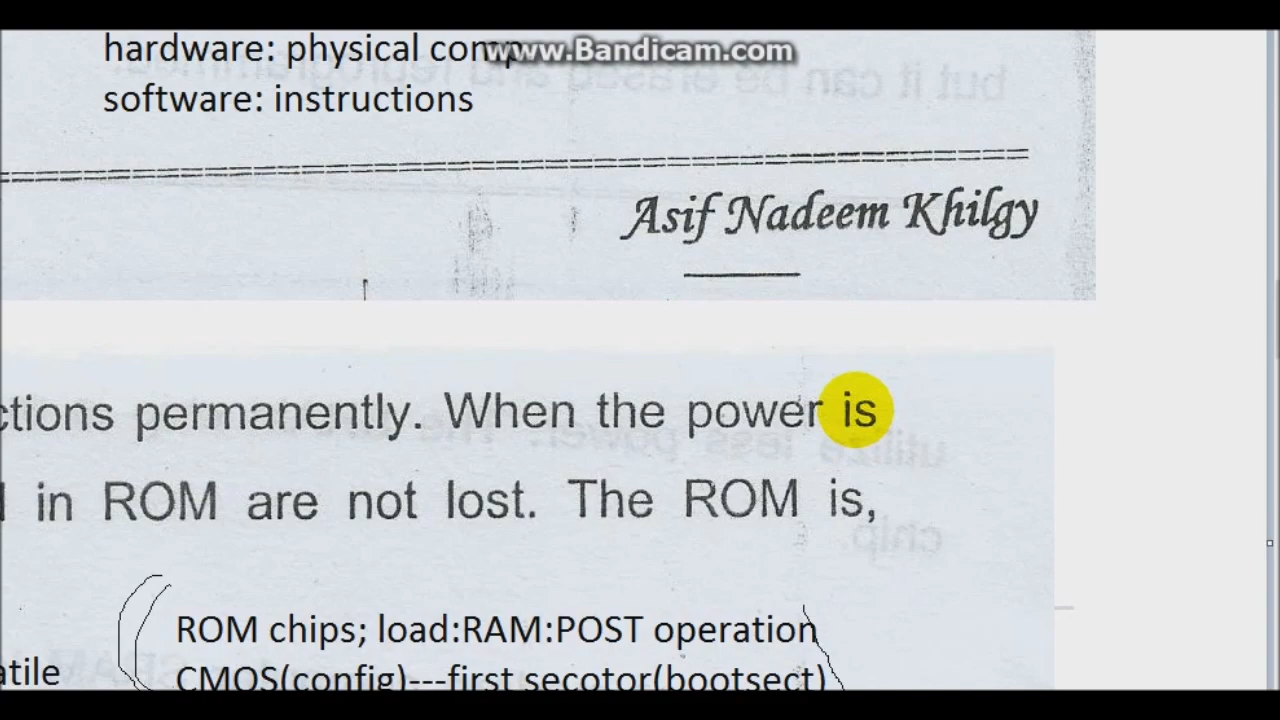 hardware: physical comp
www.Bandicam.com
software: instructions
Asif Nadeem Khilgy
ctions permanently. When the power is
in ROM are not lost. The ROM is,
ROM chips; load:RAM:POST operation
atile
CMOS(config)---first secotor(bootsect)